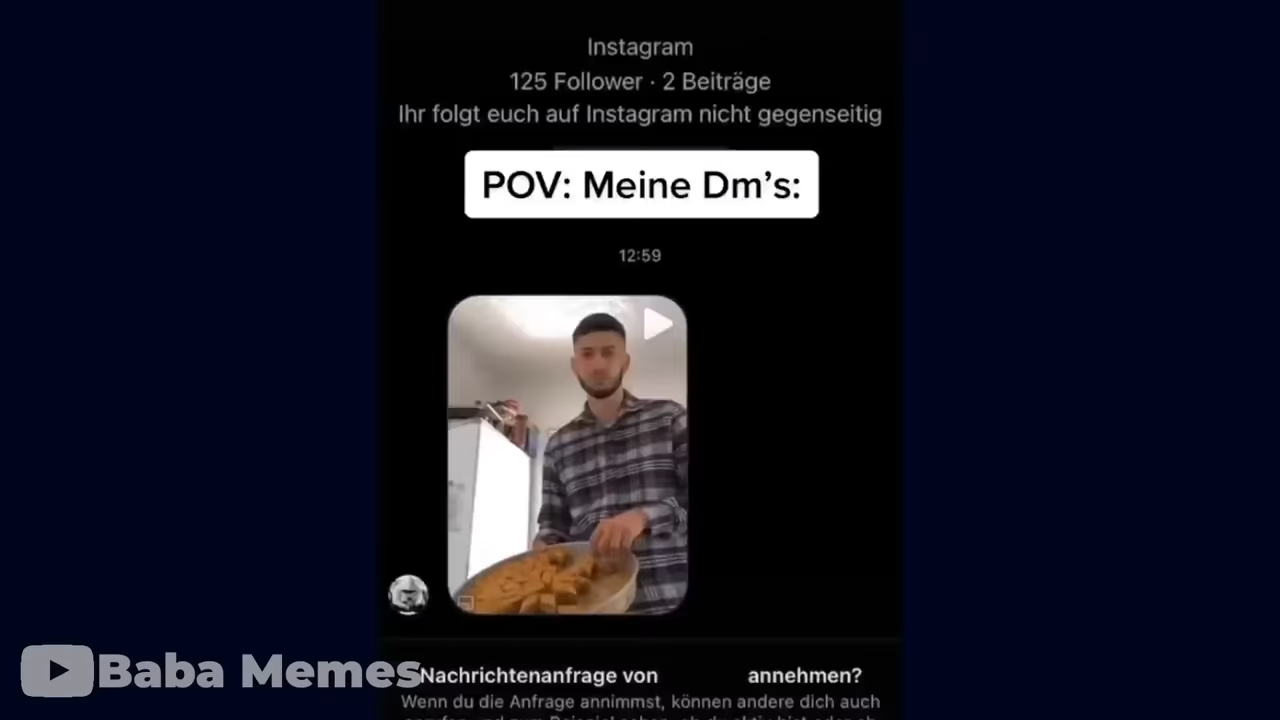 Instagram
125 Follower · 2 Beiträge
Ihr folgt euch auf Instagram nicht gegenseitig
POV: Meine Dm’s:
12:59
Baba Memes
Nachrichtenanfrage von annehmen?
Wenn du die Anfrage annimmst, können andere dich auch